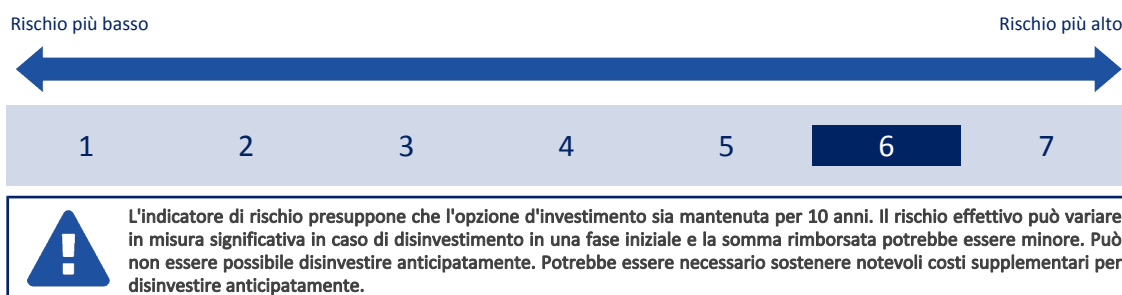 Rischio più basso Rischio più alto
1 2 3 4 5 6 7
L'indicatore di rischio presuppone che l'opzione d'investimento sia mantenuta per 10 anni. Il rischio effettivo può variare
in misura significativa in caso di disinvestimento in una fase iniziale e la somma rimborsata potrebbe essere minore. Può
non essere possibile disinvestire anticipatamente. Potrebbe essere necessario sostenere notevoli costi supplementari per
disinvestire anticipatamente.